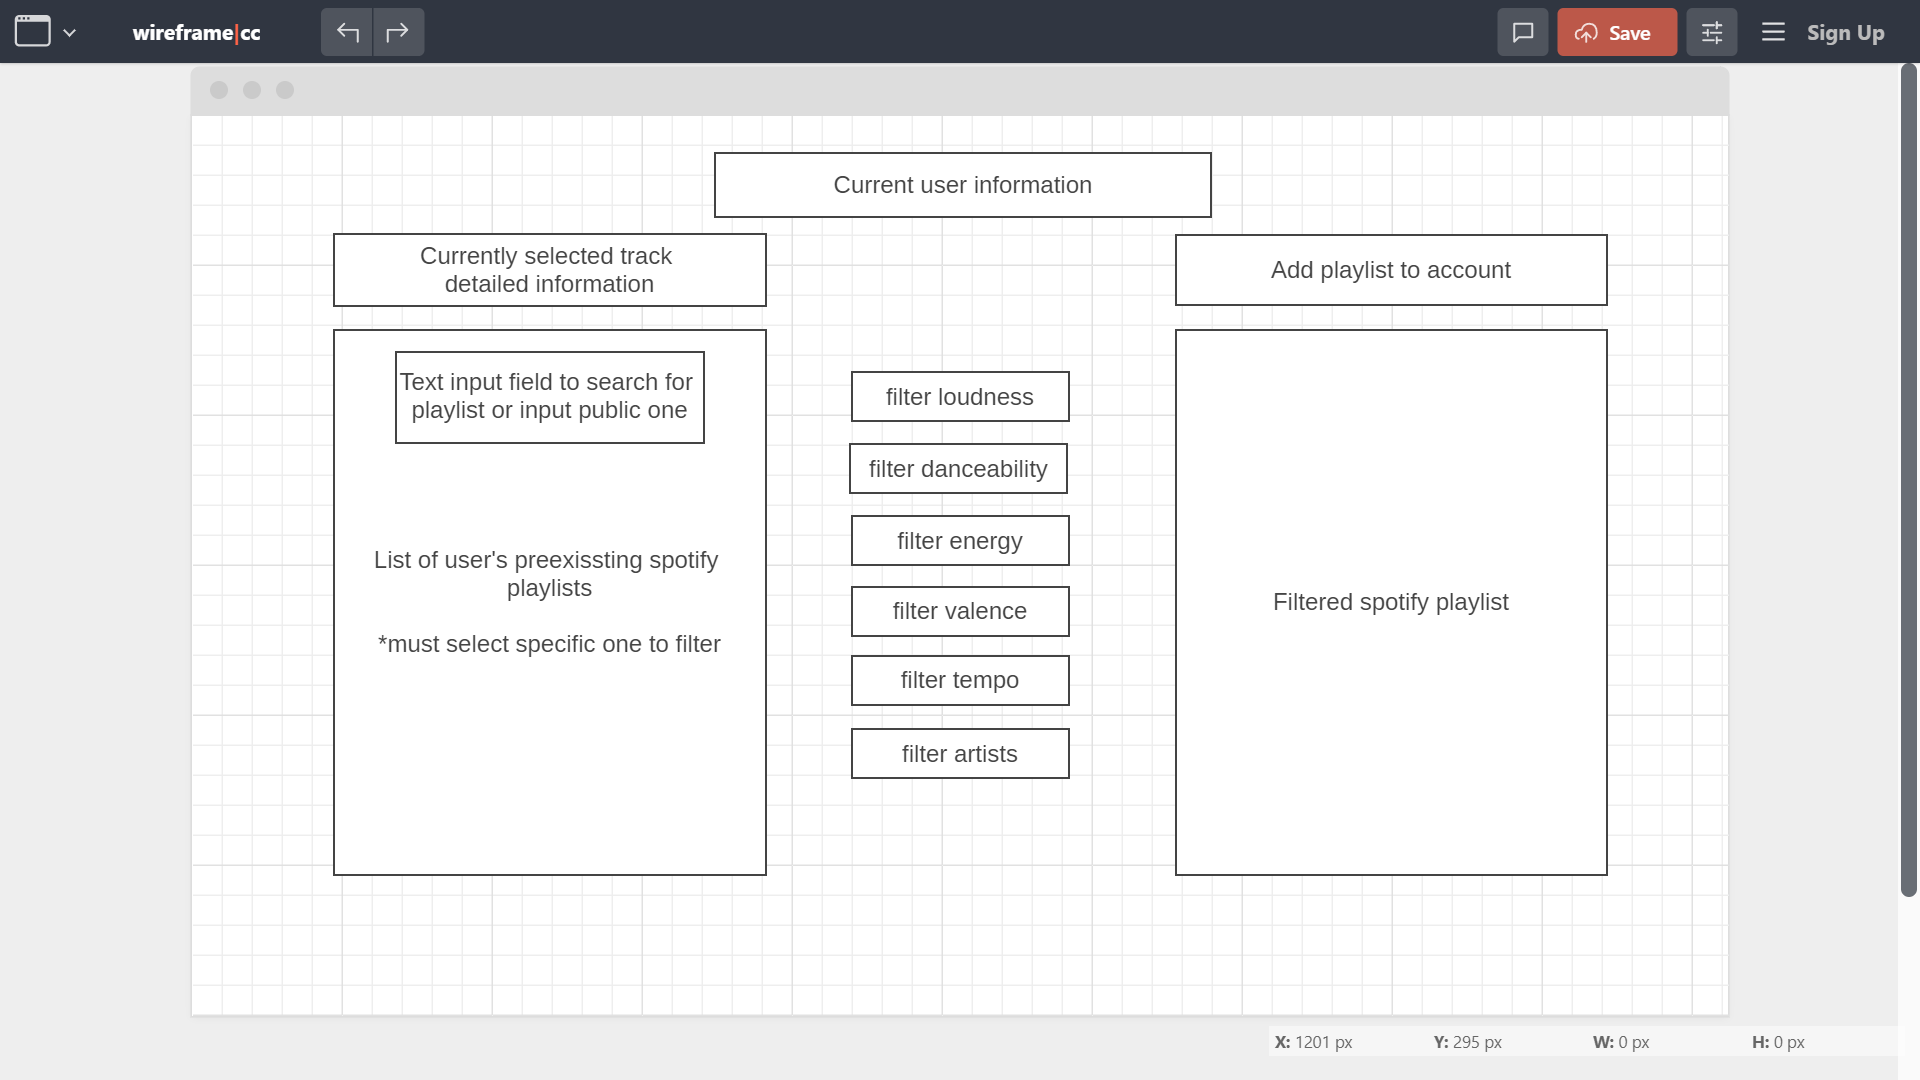 wireframe|cc
Save
Sign Up
Current user information
Currently selected track
detailed information
Add playlist to account
Text input field to search for
playlist or input public one
List of user's preexissting spotify
playlists
*must select specific one to filter
filter loudness
filter danceability
filter energy
filter valence
filter tempo
filter artists
Filtered spotify playlist
X: 1201 px Y: 295 px W: 0 px H: 0 px